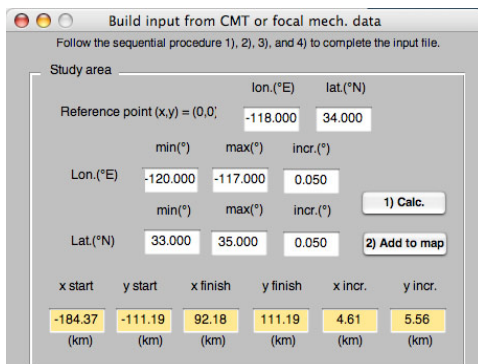 Build input from CMT or focal mech. data
Follow the sequential procedure 1), 2), 3), and 4) to complete the input file.
Study area
lon.(°E) lat.(°N)
Reference point (x,y) = (0,0) -118.000 34.000
min(°) max(°) incr.(°)
Lon.(°E) -120.000 -117.000 0.050
1) Calc.
min(°) max(°) incr.(°)
Lat.(°N) 33.000 35.000 0.050 2) Add to map
x start y start x finish y finish x incr. y incr.
-184.37 -111.19 92.18 111.19 4.61 5.56
(km) (km) (km) (km) (km) (km)